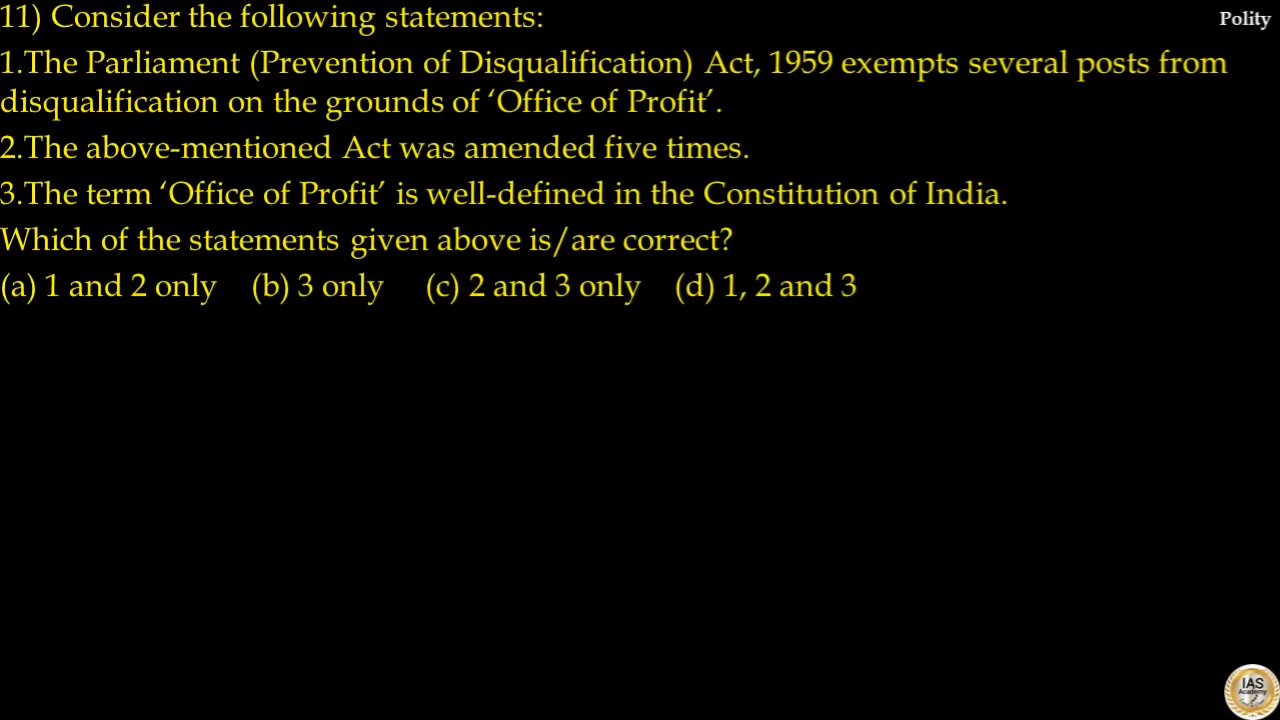 11) Consider the following statements:
Polity
1.The Parliament (Prevention of Disqualification) Act, 1959 exempts several posts from
disqualification on the grounds of ‘Office of Profit’.
2.The above-mentioned Act was amended five times.
3.The term ‘Office of Profit’ is well-defined in the Constitution of India.
Which of the statements given above is/are correct?
(a) 1 and 2 only (b) 3 only (c) 2 and 3 only (d) 1, 2 and 3
IAS
Academy